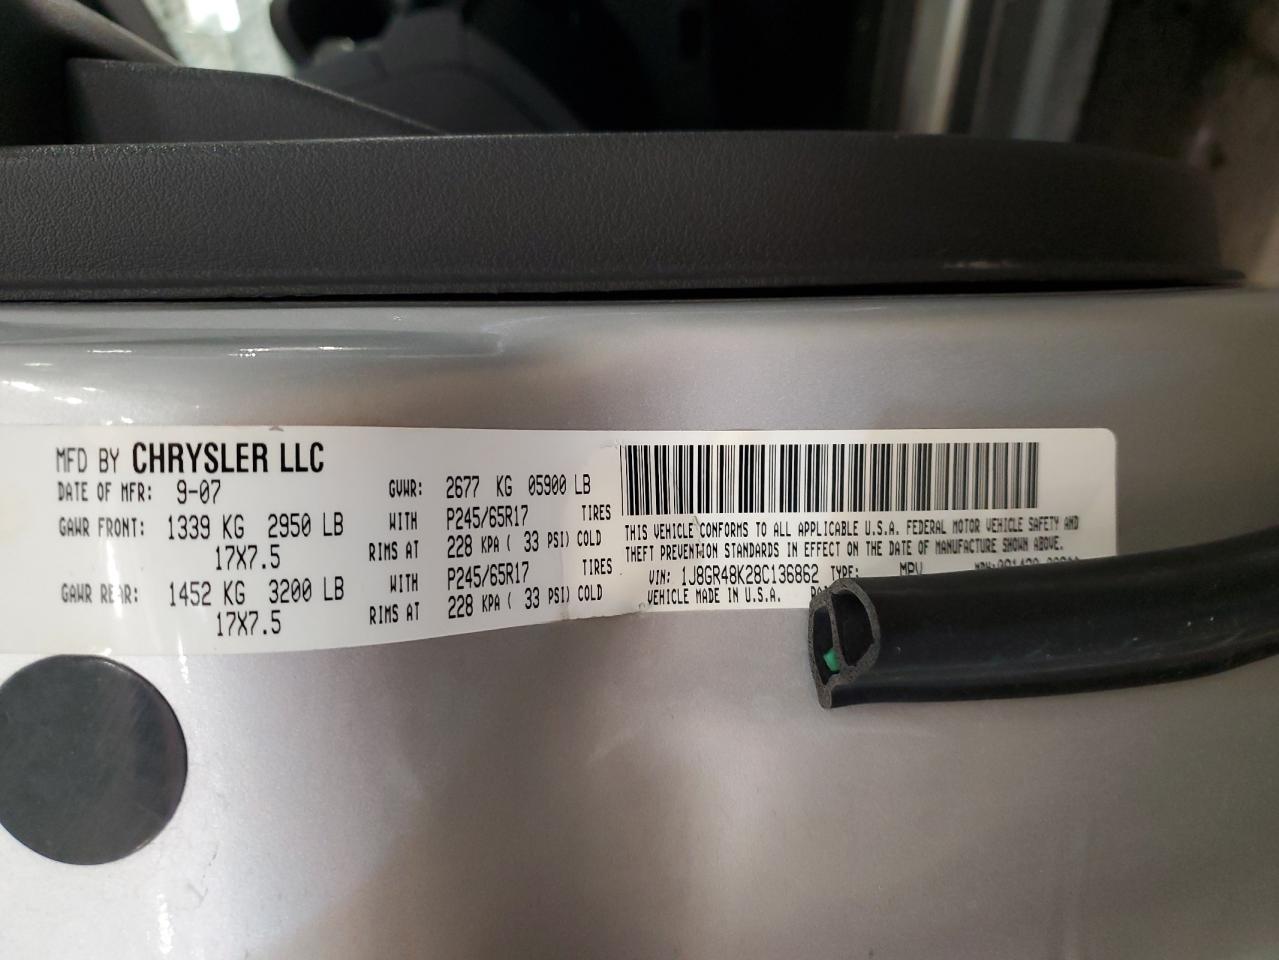 MFD BY CHRYSLER LLC
DATE OF MFR: 9-07 GVWR: 2677 KG 05900 LB
GAWR FRONT: 1339 KG 2950 LB WITH P245/65R17 TIRES
17X7.5 RIMS AT 228 KPA ( 33 PSI) COLD
GAWR REAR: 1452 KG 3200 LB WITH P245/65R17 TIRES
17X7.5 RIMS AT 228 KPA ( 33 PSI) COLD
THIS VEHICLE CONFORMS TO ALL APPLICABLE U.S.A. FEDERAL MOTOR VEHICLE SAFETY AND
THEFT PREVENTION STANDARDS IN EFFECT ON THE DATE OF MANUFACTURE SHOWN ABOVE.
VIN: 1J8GR48K28C136862 TYPE: MPV
VEHICLE MADE IN U.S.A.